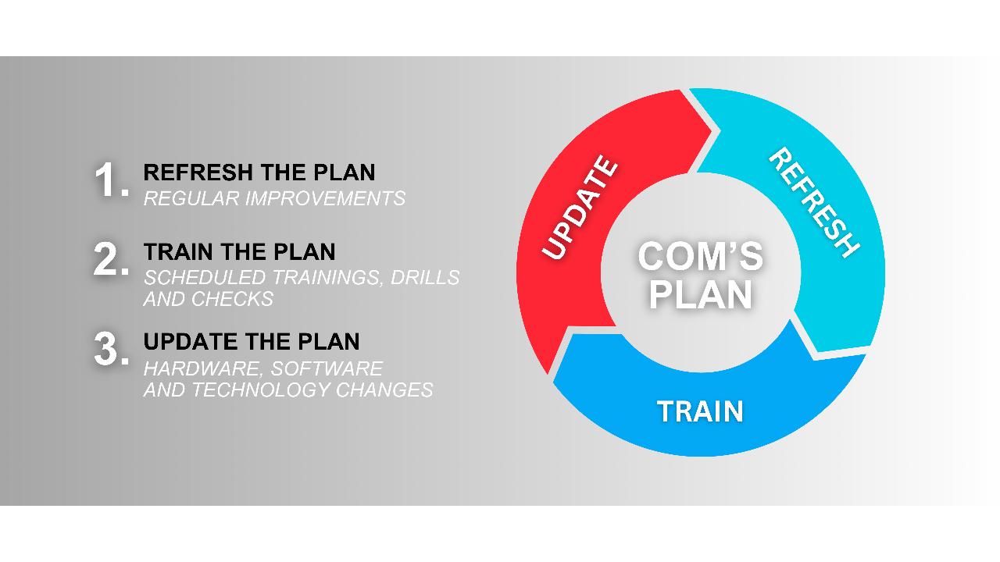 1. REFRESH THE PLAN
REGULAR IMPROVEMENTS
2. TRAIN THE PLAN
SCHEDULED TRAININGS, DRILLS
AND CHECKS
3. UPDATE THE PLAN
HARDWARE, SOFTWARE
AND TECHNOLOGY CHANGES
UPDATE
REFRESH
COM’S
PLAN
TRAIN